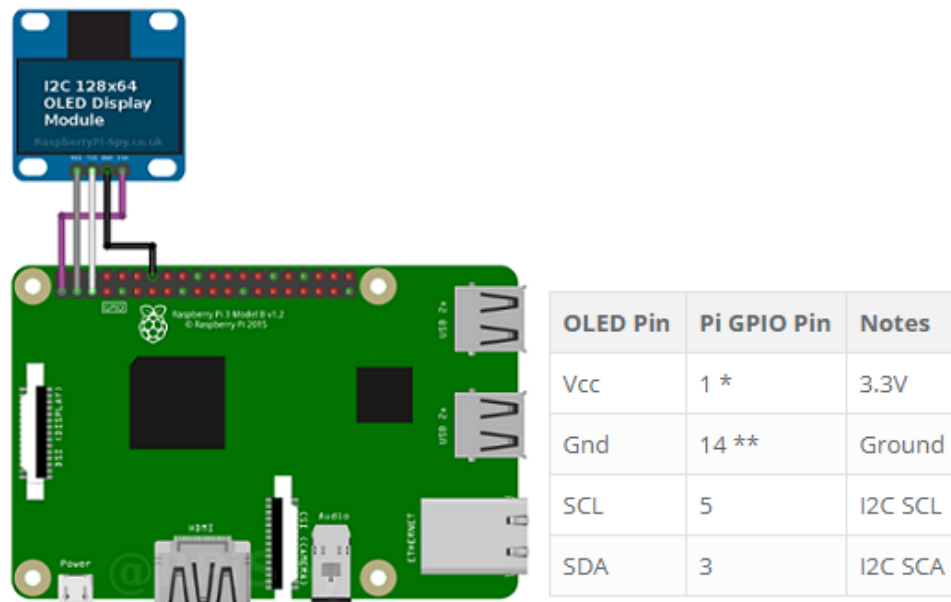 I2C 128x64
OLED Display
Module
RaspberryPi-Spy.co.uk
Raspberry Pi 3 Model B v1.2
© Raspberry Pi 2015
GPIO
USB 2x
USB 2x
DSI (DISPLAY)
CSI (CAMERA)
Audio
ETHERNET
HDMI
Power
OLED Pin Pi GPIO Pin Notes
Vcc 1 * 3.3V
Gnd 14 ** Ground
SCL 5 I2C SCL
SDA 3 I2C SCA